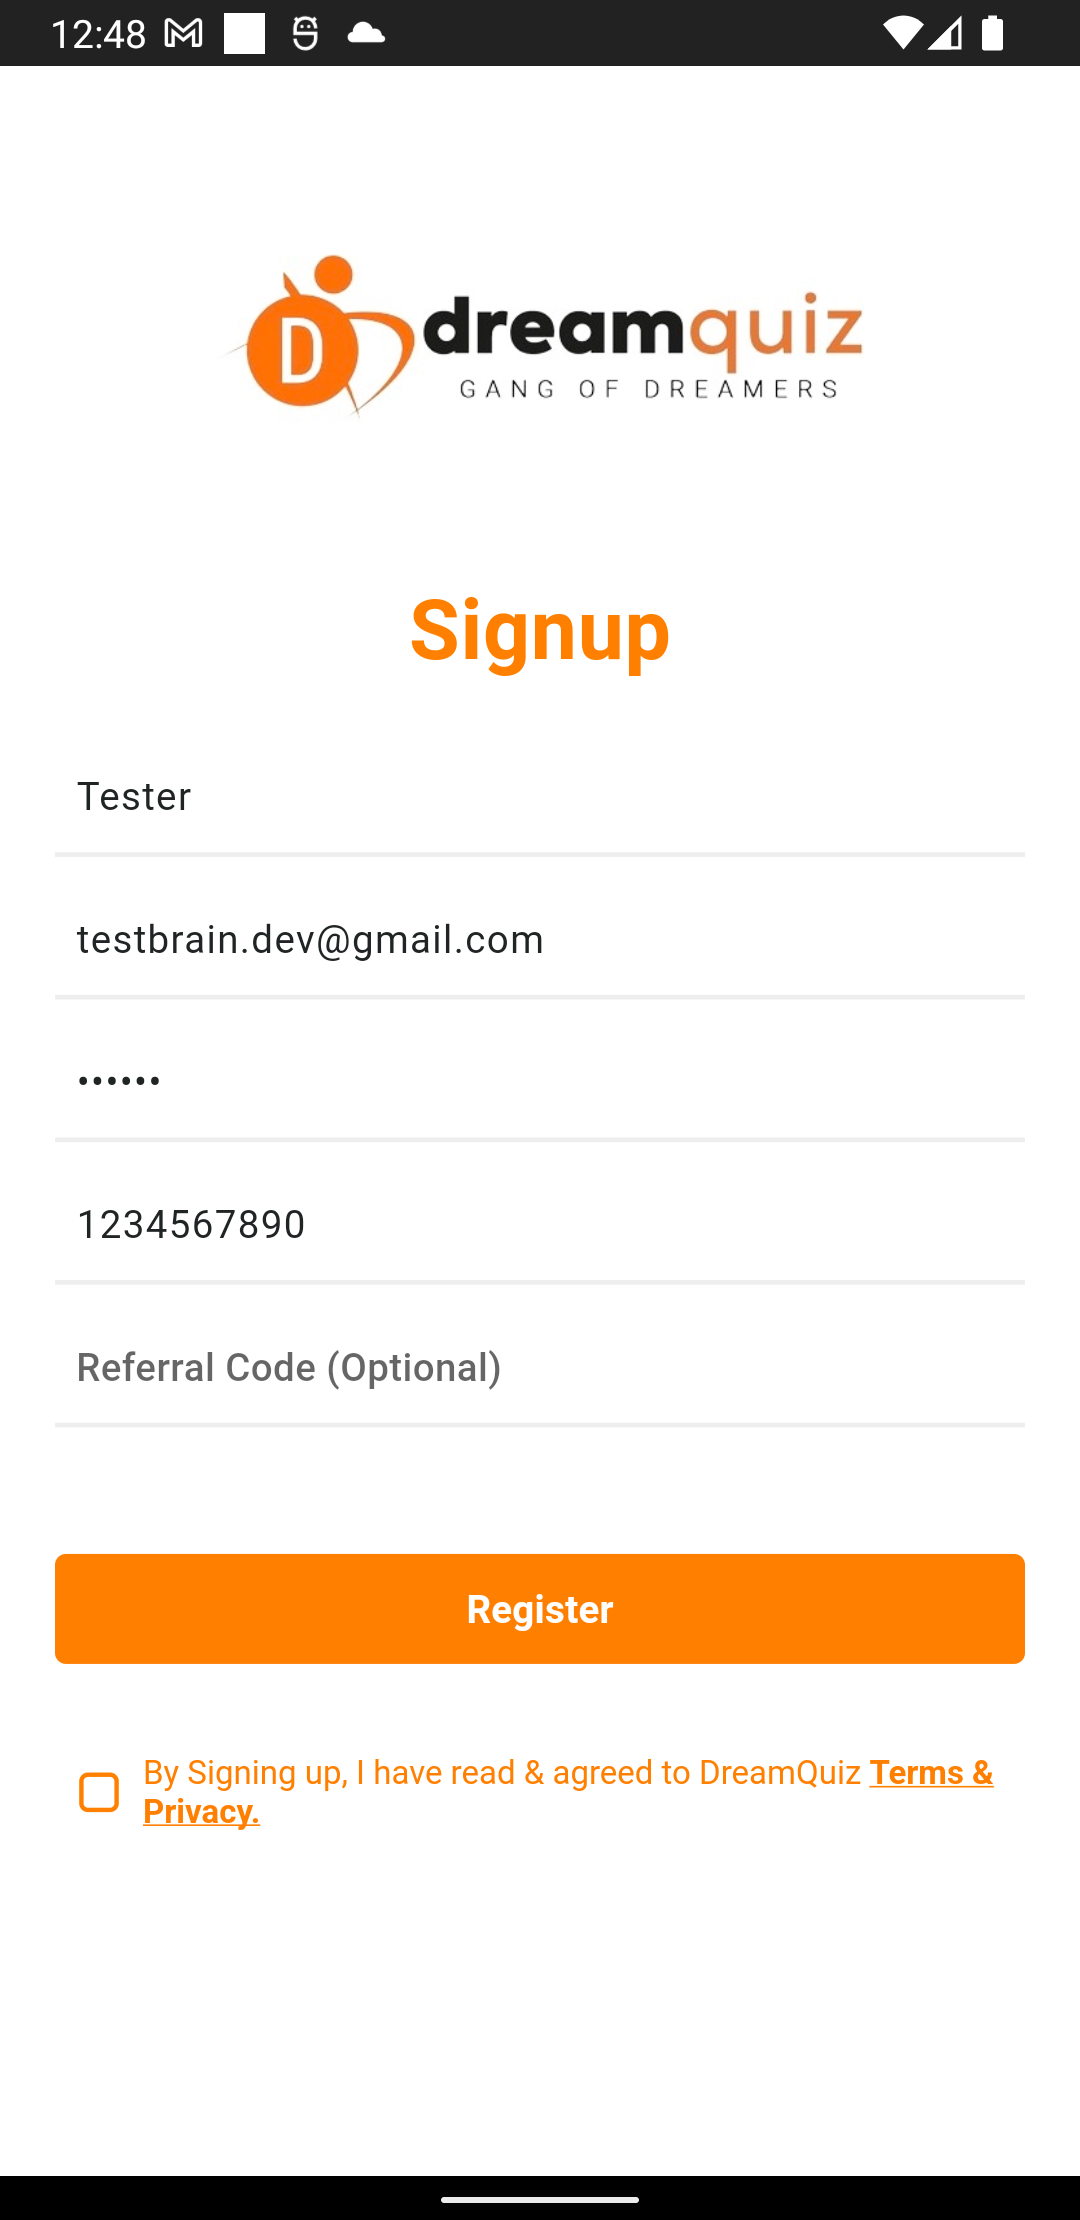 12:48
D dreamquiz
GANG OF DREAMERS
Signup
Tester
testbrain.dev@gmail.com
••••••
1234567890
Referral Code (Optional)
Register
By Signing up, I have read & agreed to DreamQuiz Terms &
Privacy.